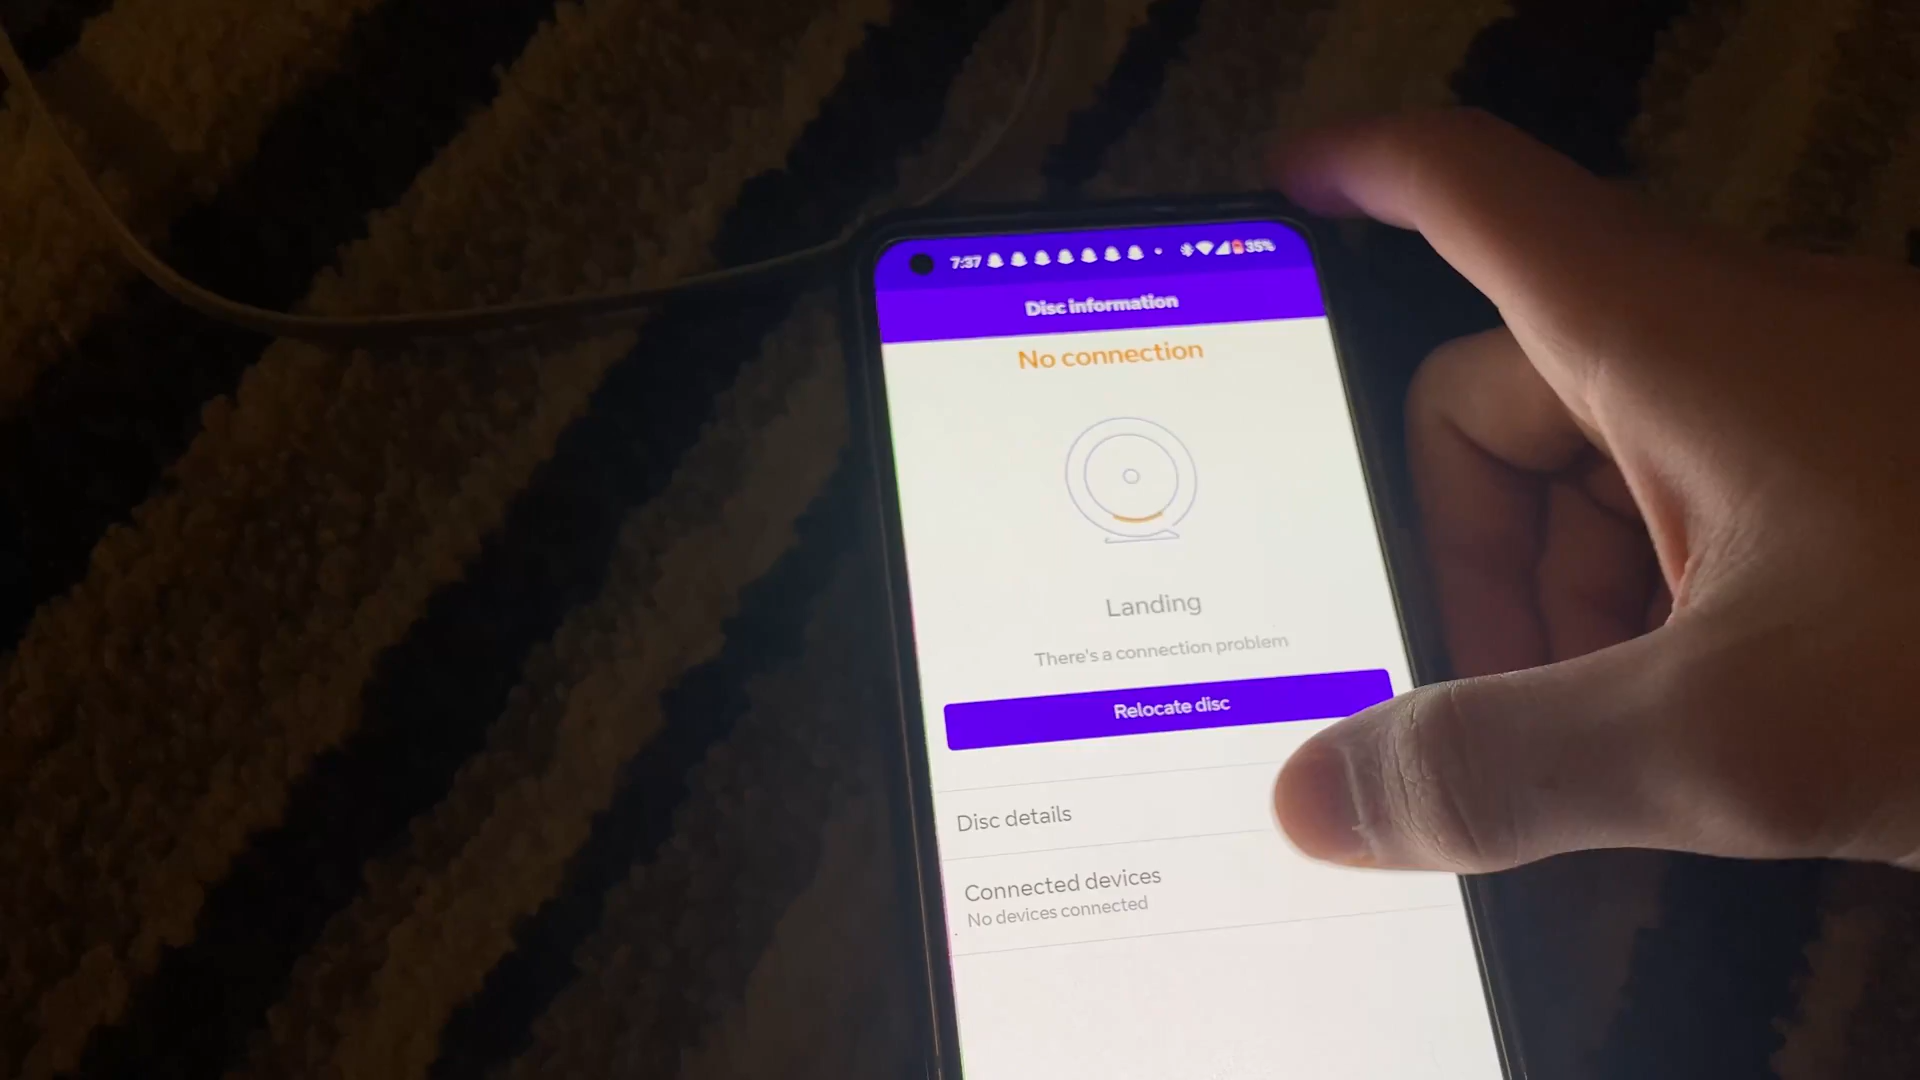 7:37 35%
Disc information
No connection
Landing
There's a connection problem
Relocate disc
Disc details
Connected devices
No devices connected